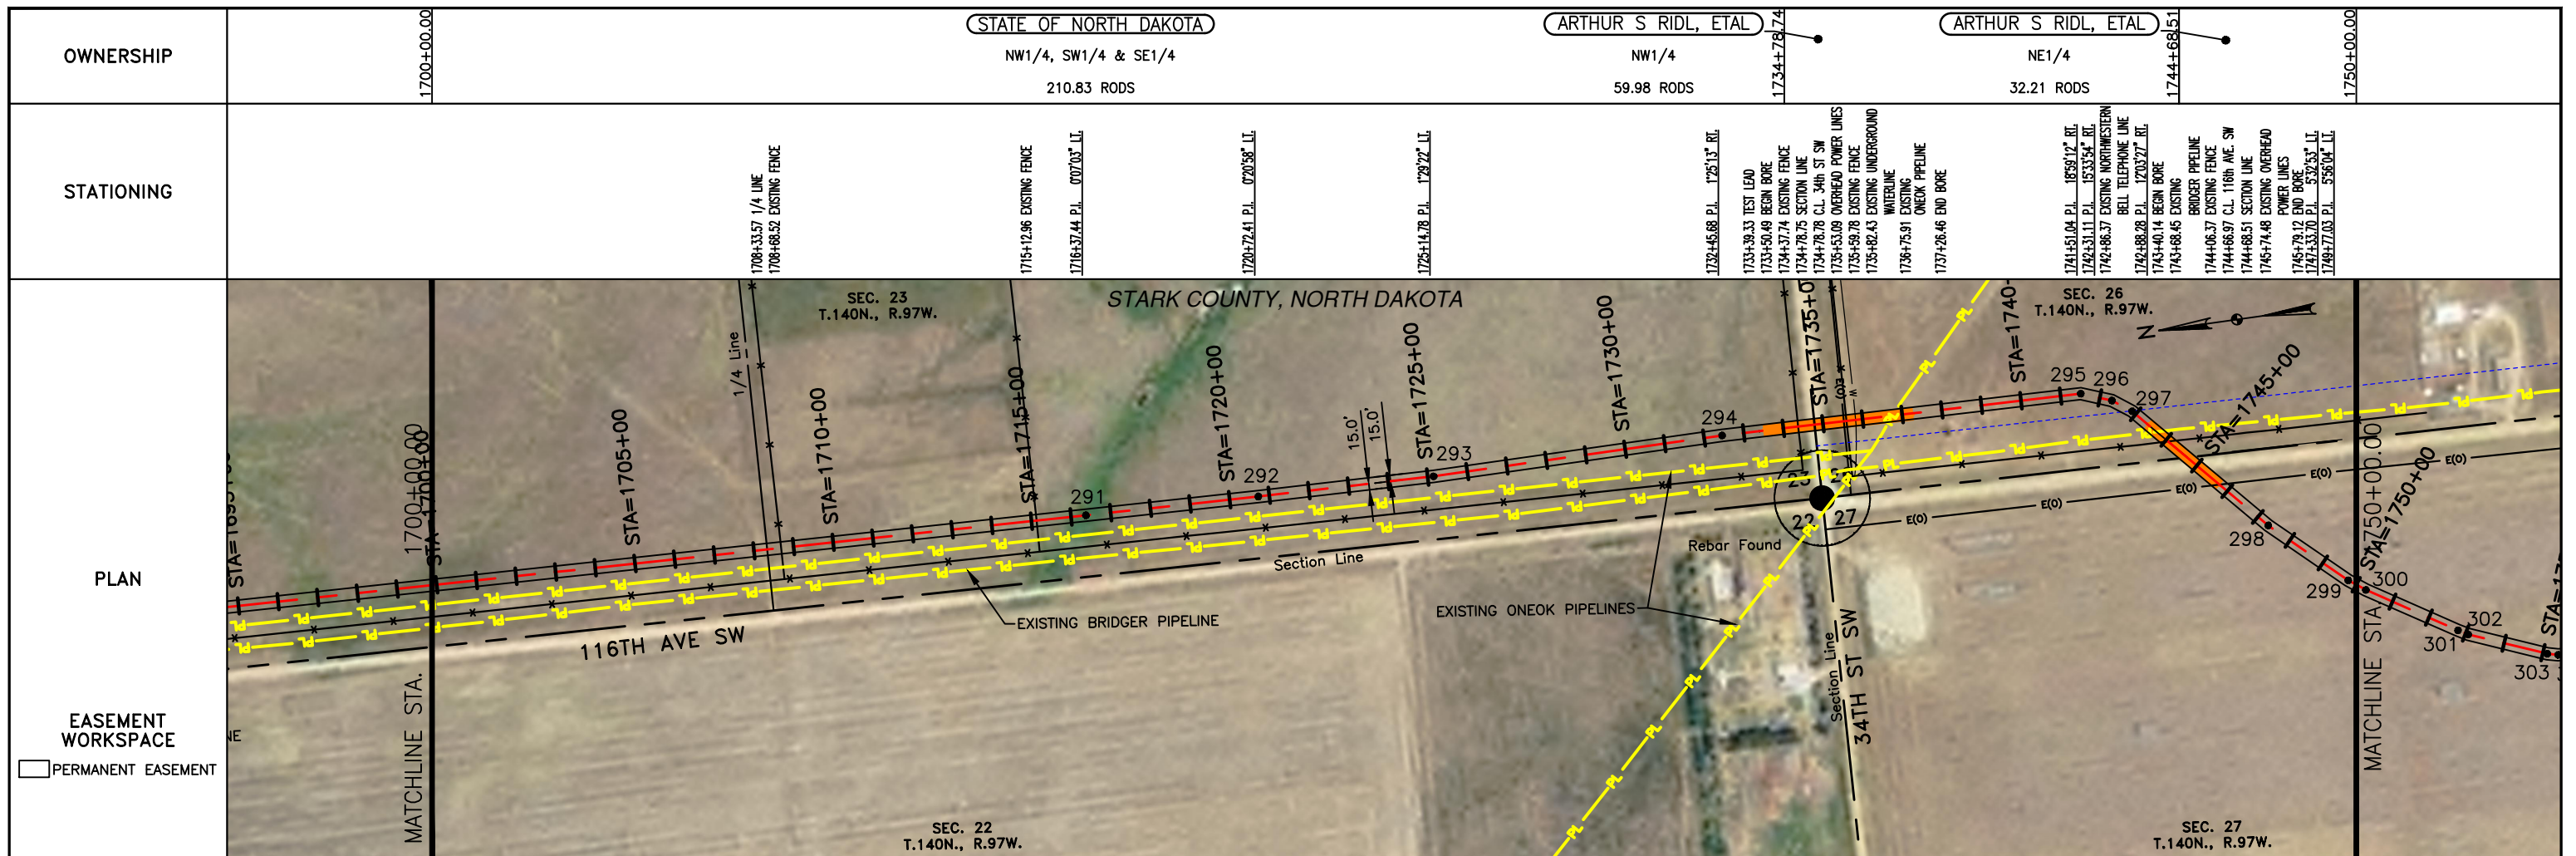 OWNERSHIP
1700+00.00
STATE OF NORTH DAKOTA
NW1/4, SW1/4 & SE1/4
210.83 RODS
ARTHUR S RIDL, ETAL
NW1/4
59.98 RODS
1734+78.74
ARTHUR S RIDL, ETAL
NE1/4
32.21 RODS
1744+68.51
1750+00.00
STATIONING
1708+33.57 1/4 LINE
1708+68.52 EXISTING FENCE
1715+12.96 EXISTING FENCE
1716+37.44 P.I. 0°07'03" LT.
1720+72.41 P.I. 0°20'58" LT.
1725+14.78 P.I. 1°29'22" LT.
1732+45.68 P.I. 1°25'13" RT.
1733+39.33 TEST LEAD
1733+50.49 BEGIN BORE
1734+37.74 EXISTING FENCE
1734+78.75 SECTION LINE
1734+78.78 C.L. 34th ST SW
1735+53.09 OVERHEAD POWER LINES
1735+59.78 EXISTING FENCE
1735+82.43 EXISTING UNDERGROUND
WATERLINE
1736+75.91 EXISTING
ONEOK PIPELINE
1737+26.46 END BORE
1741+51.04 P.I. 18°59'12" RT.
1742+31.11 P.I. 15°33'54" RT.
1742+86.37 EXISTING NORTHWESTERN
BELL TELEPHONE LINE
1742+88.28 P.I. 12°03'27" RT.
1743+40.14 BEGIN BORE
1743+68.45 EXISTING
BRIDGER PIPELINE
1744+06.37 EXISTING FENCE
1744+66.97 C.L. 116th AVE. SW
1744+68.51 SECTION LINE
1745+74.48 EXISTING OVERHEAD
POWER LINES
1745+79.12 END BORE
1747+33.70 P.I. 5°32'53" LT.
1749+77.03 P.I. 5°56'04" LT.
PLAN
SEC. 23
T.140N., R.97W.
STARK COUNTY, NORTH DAKOTA
SEC. 26
T.140N., R.97W.
N
1/4 Line
1700+00.00
STA=1700+00
STA=1705+00
STA=1710+00
STA=1715+00
STA=1720+00
STA=1725+00
STA=1730+00
STA=1735+0
STA=1740+
STA=1745+00
STA=1750+00
15.0'
15.0'
291
292
293
294
295
296
297
298
299
300
301
302
303
PL
E(O)
E(O)
E(O)
E(O)
W
23
22
27
Rebar Found
Section Line
EXISTING BRIDGER PIPELINE
EXISTING ONEOK PIPELINES
116TH AVE SW
Section Line
34TH ST SW
MATCHLINE STA.
MATCHLINE STA. 1750+00.00
EASEMENT
WORKSPACE
PERMANENT EASEMENT
NE
SEC. 22
T.140N., R.97W.
SEC. 27
T.140N., R.97W.